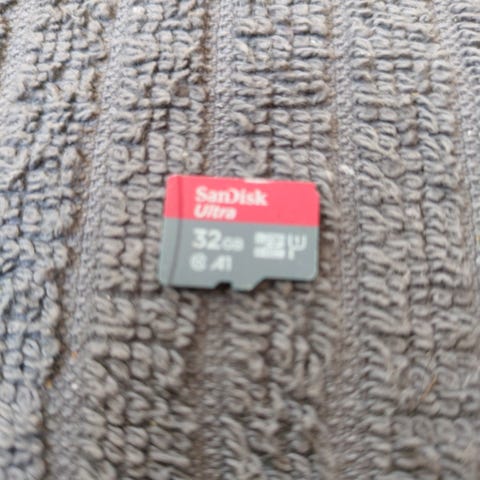 SanDisk
Ultra
32GB
A1